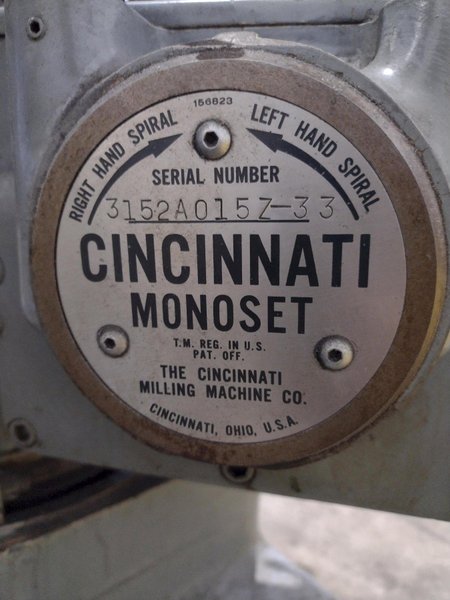 156823
RIGHT HAND SPIRAL
LEFT HAND SPIRAL
SERIAL NUMBER
3152A015Z-33
CINCINNATI
MONOSET
T.M. REG. IN U.S.
PAT. OFF.
THE CINCINNATI
MILLING MACHINE CO.
CINCINNATI, OHIO, U.S.A.